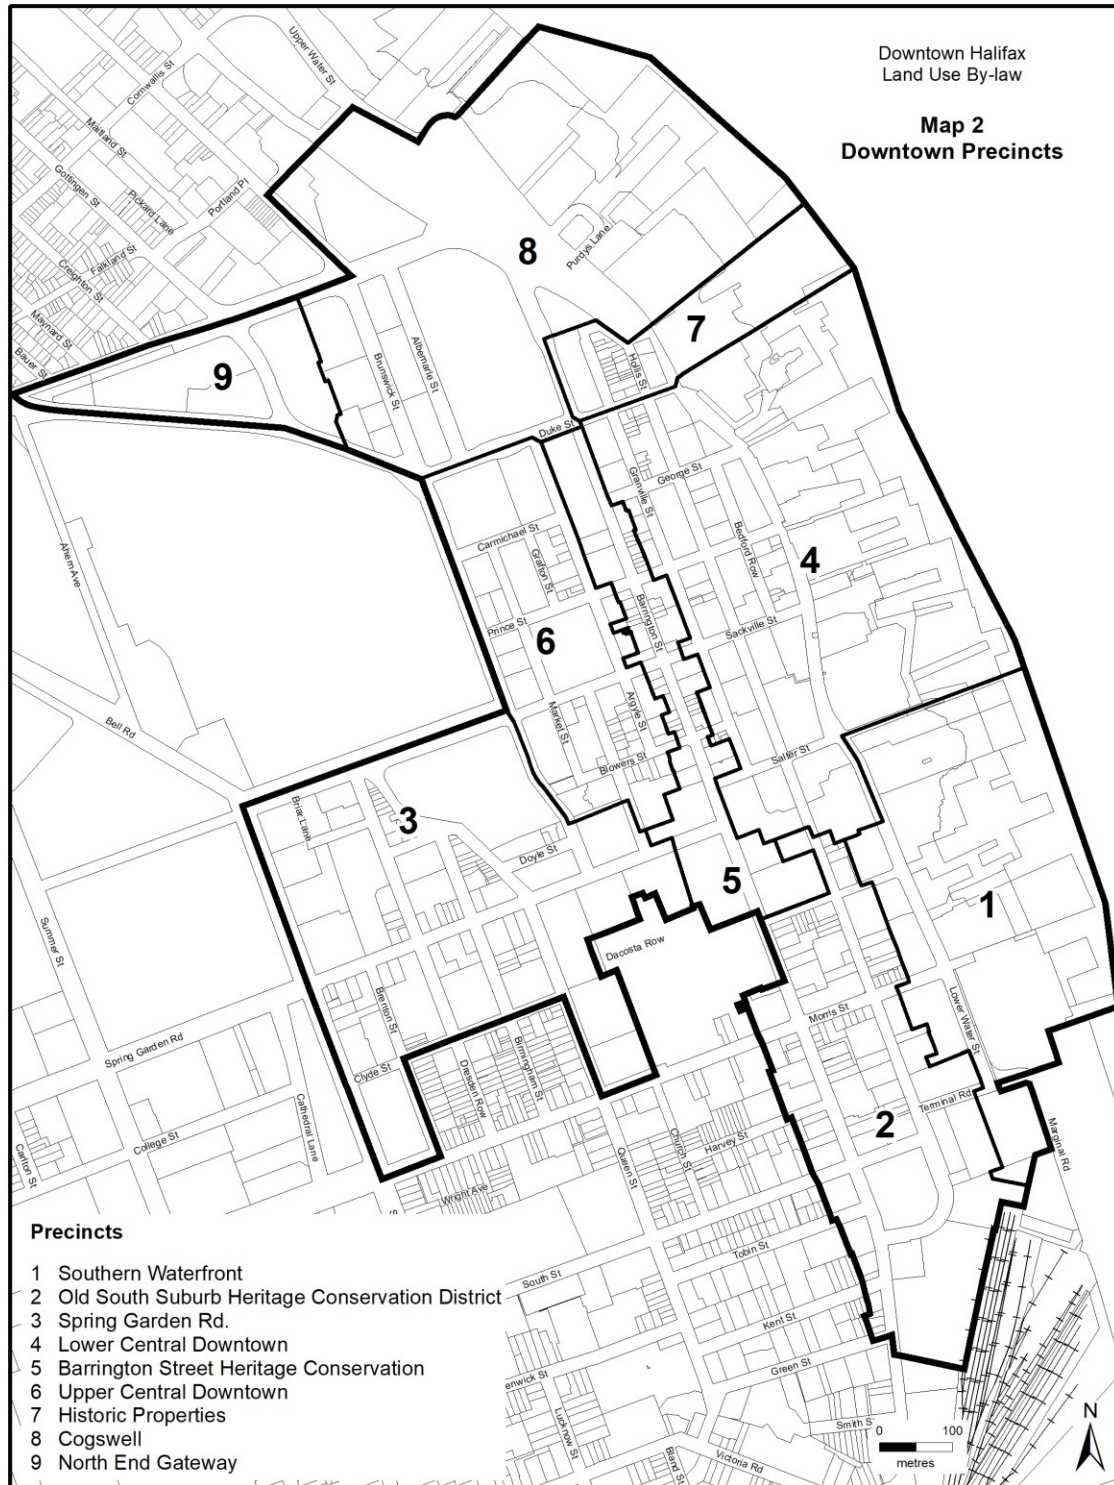 Downtown Halifax
Land Use By-law
Map 2
Downtown Precincts
Upper Water St
Cornwallis St
Maitland St
Gottingen St
Pickard Lane
Portland Pl
Falkland St
Creighton St
Maynard St
Bauer St
8
Purdys Lane
7
9
Brunswick St
Albemarle St
Hollis St
Duke St
George St
Granville St
Carmichael St
Grafton St
Bedford Row
4
Ahern Ave
Prince St
6
Barrington St
Sackville St
Bell Rd
Market St
Argyle St
Blowers St
Salter St
Briar Lane
3
Doyle St
5
1
Summer St
Dacosta Row
Brenton St
Morris St
Lower Water St
Spring Garden Rd
Clyde St
Dresden Row
Birmingham St
Terminal Rd
Cathedral Lane
College St
Carlton St
2
Marginal Rd
Queen St
Church St
Harvey St
Wright Ave
S
Tobin St
South St
Kent St
Green St
enwick St
Lucknow St
Smith S
Bland St
Victoria Rd
Precincts
1 Southern Waterfront
2 Old South Suburb Heritage Conservation District
3 Spring Garden Rd.
4 Lower Central Downtown
5 Barrington Street Heritage Conservation
6 Upper Central Downtown
7 Historic Properties
8 Cogswell
9 North End Gateway
N
0 100
metres